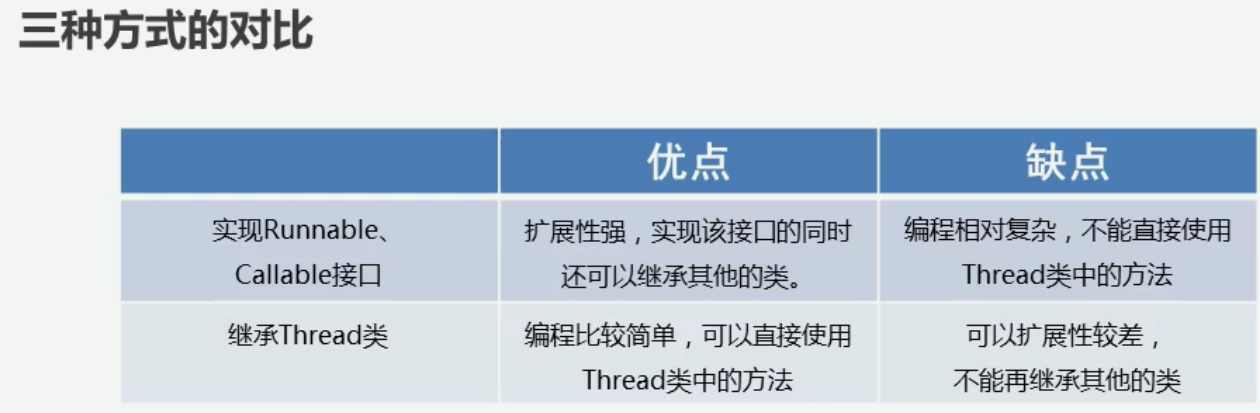 三种方式的对比
优点
缺点
实现Runnable、
Callable接口
扩展性强，实现该接口的同时
还可以继承其他的类。
编程相对复杂，不能直接使用
Thread类中的方法
继承Thread类
编程比较简单，可以直接使用
Thread类中的方法
可以扩展性较差，
不能再继承其他的类